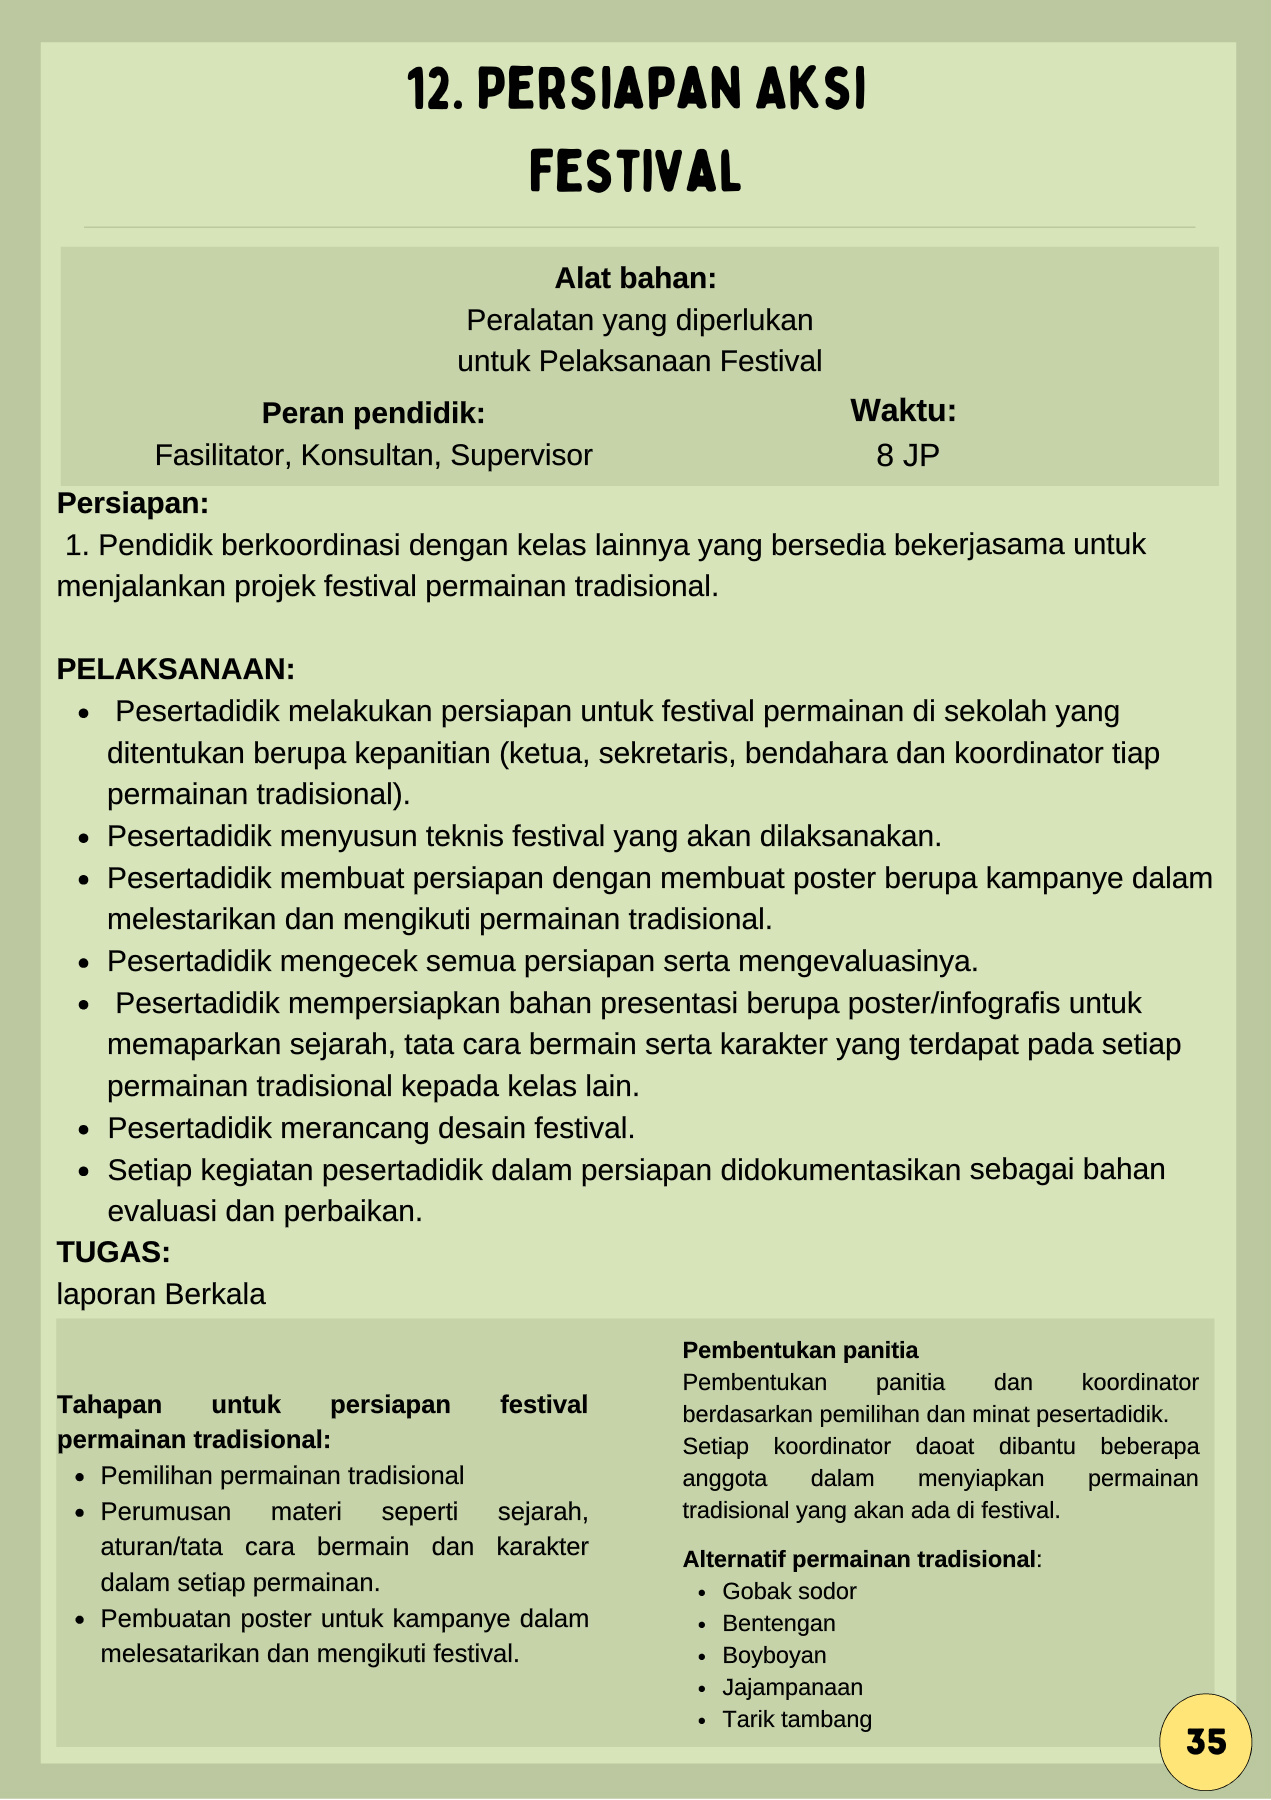 12. PERSIAPAN AKSI
FESTIVAL
Alat bahan:
Peralatan yang diperlukan
untuk Pelaksanaan Festival
Peran pendidik:
Fasilitator, Konsultan, Supervisor
Waktu:
8 JP
Persiapan:
1. Pendidik berkoordinasi dengan kelas lainnya yang bersedia bekerjasama untuk
menjalankan projek festival permainan tradisional.
PELAKSANAAN:
• Pesertadidik melakukan persiapan untuk festival permainan di sekolah yang
ditentukan berupa kepanitian (ketua, sekretaris, bendahara dan koordinator tiap
permainan tradisional).
• Pesertadidik menyusun teknis festival yang akan dilaksanakan.
• Pesertadidik membuat persiapan dengan membuat poster berupa kampanye dalam
melestarikan dan mengikuti permainan tradisional.
• Pesertadidik mengecek semua persiapan serta mengevaluasinya.
• Pesertadidik mempersiapkan bahan presentasi berupa poster/infografis untuk
memaparkan sejarah, tata cara bermain serta karakter yang terdapat pada setiap
permainan tradisional kepada kelas lain.
• Pesertadidik merancang desain festival.
• Setiap kegiatan pesertadidik dalam persiapan didokumentasikan sebagai bahan
evaluasi dan perbaikan.
TUGAS:
laporan Berkala
Tahapan untuk persiapan festival
permainan tradisional:
• Pemilihan permainan tradisional
• Perumusan materi seperti sejarah,
aturan/tata cara bermain dan karakter
dalam setiap permainan.
• Pembuatan poster untuk kampanye dalam
melesatarikan dan mengikuti festival.
Pembentukan panitia
Pembentukan panitia dan koordinator
berdasarkan pemilihan dan minat pesertadidik.
Setiap koordinator daoat dibantu beberapa
anggota dalam menyiapkan permainan
tradisional yang akan ada di festival.
Alternatif permainan tradisional:
• Gobak sodor
• Bentengan
• Boyboyan
• Jajampanaan
• Tarik tambang
35